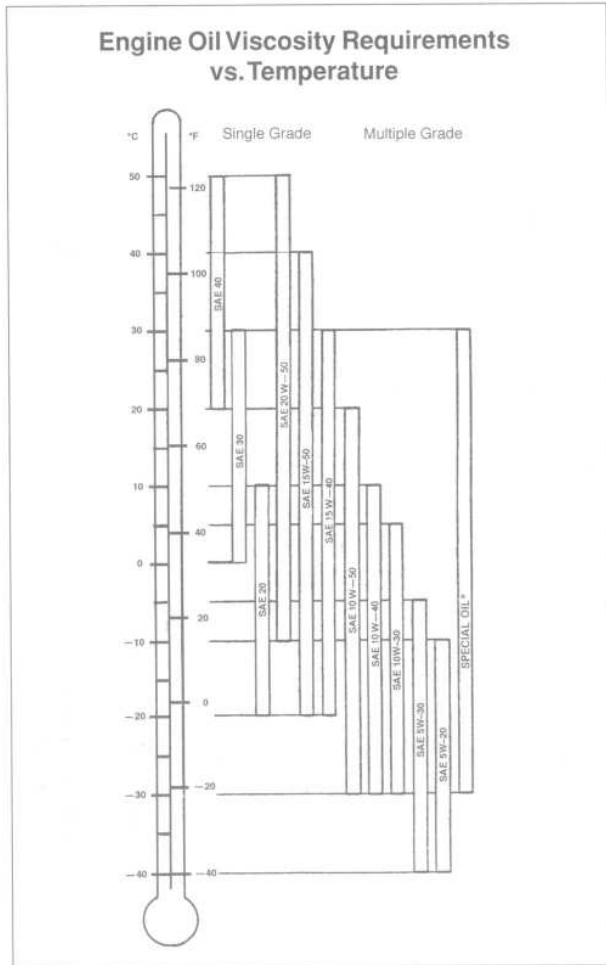 Engine Oil Viscosity Requirements
vs. Temperature
°C
°F
Single Grade
Multiple Grade
50
40
30
20
10
0
—10
—20
—30
—40
120
100
80
60
40
20
0
—20
—40
SAE 40
SAE 30
SAE 20
SAE 20 W—50
SAE 15W—50
SAE 15 W—40
SAE 10 W—50
SAE 10 W—40
SAE 10W—30
SAE 5W—30
SAE 5W—20
SPECIAL OIL*